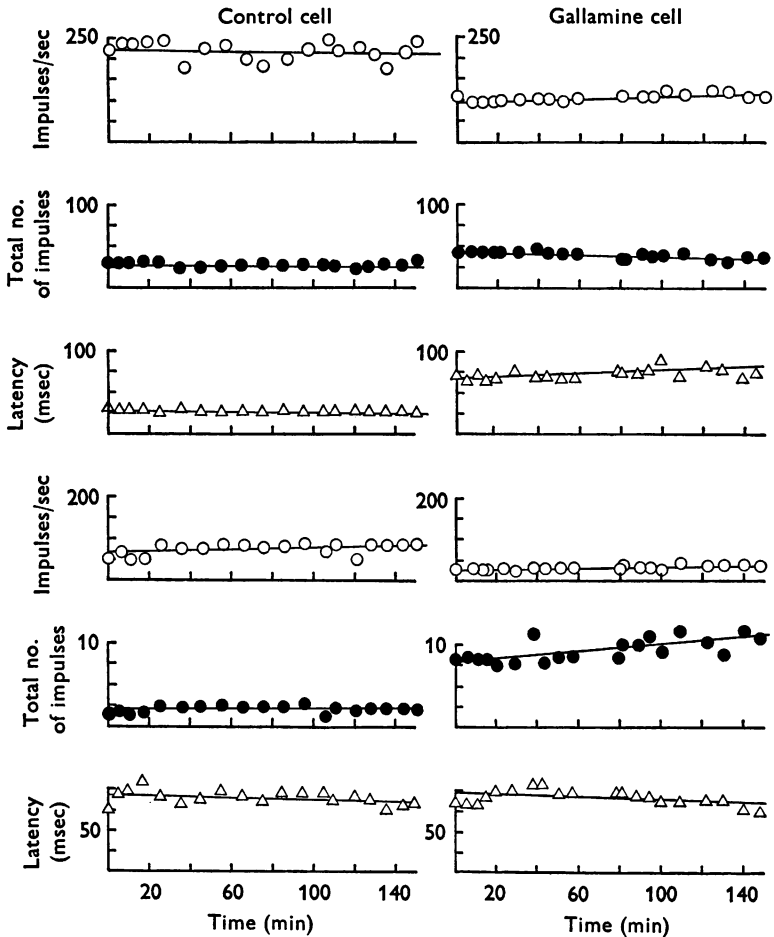 Control cell
Gallamine cell
Impulses/sec
250
250
Total no.
of impulses
100
100
Latency
(msec)
100
100
Impulses/sec
200
200
Total no.
of impulses
10
10
Latency
(msec)
50
50
20 60 100 140
20 60 100 140
Time (min)
Time (min)